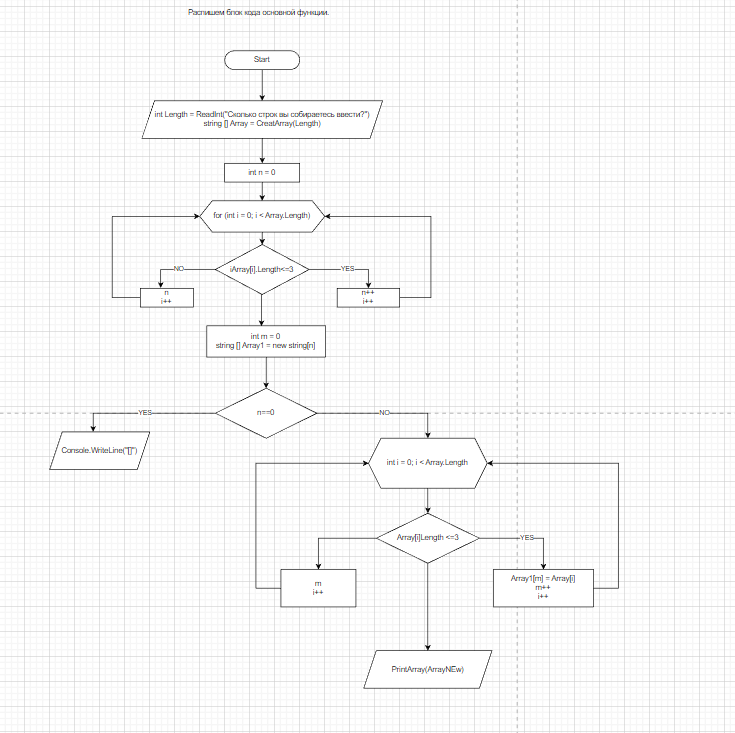 Распишем блок кода основной функции.
Start
int Length = ReadInt("Сколько строк вы собираетесь ввести?")
string [] Array = CreatArray(Length)
int n = 0
for (int i = 0; i < Array.Length)
iArray[i].Length<=3
NO
YES
n
i++
n++
i++
int m = 0
string [] Array1 = new string[n]
n==0
YES
NO
Console.WriteLine("[]")
int i = 0; i < Array.Length
Array[i]Length <=3
YES
m
i++
Array1[m] = Array[i]
m++
i++
PrintArray(ArrayNEw)